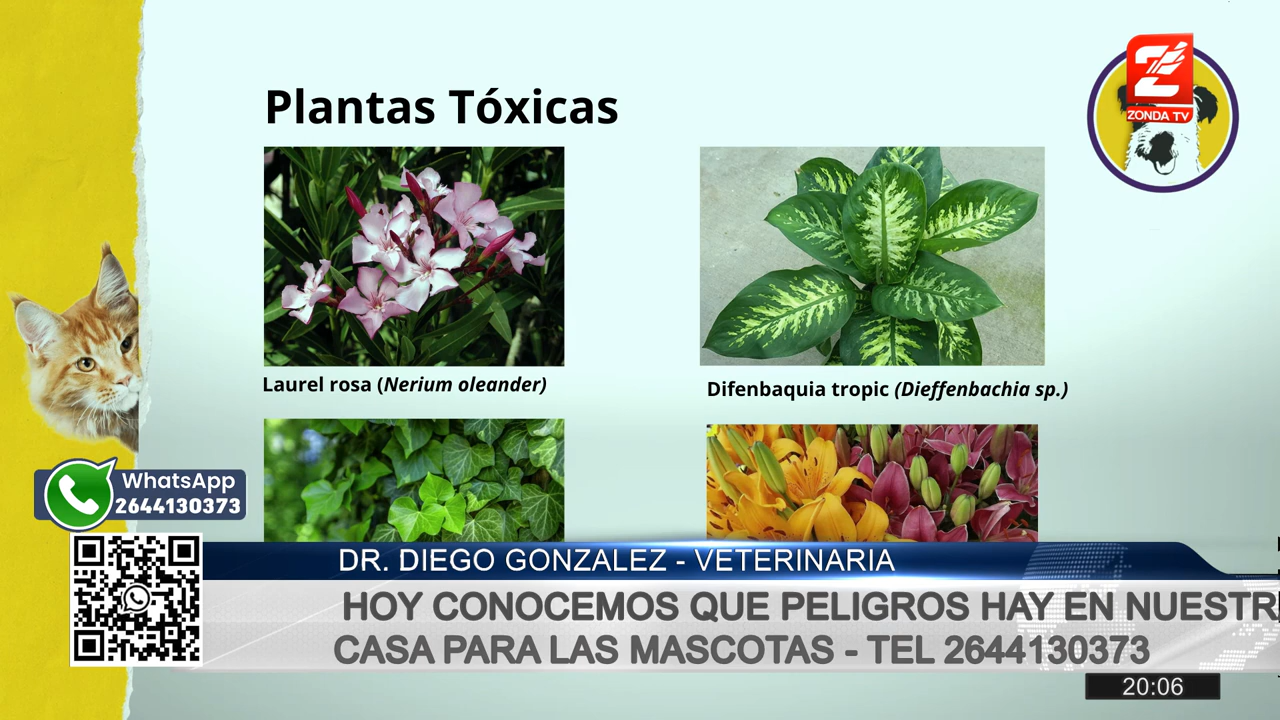 Plantas Tóxicas
ZONDA TV
Laurel rosa (Nerium oleander)
Difenbaquia tropic (Dieffenbachia sp.)
WhatsApp
2644130373
DR. DIEGO GONZALEZ - VETERINARIA
HOY CONOCEMOS QUE PELIGROS HAY EN NUESTR
CASA PARA LAS MASCOTAS - TEL 2644130373
20:06